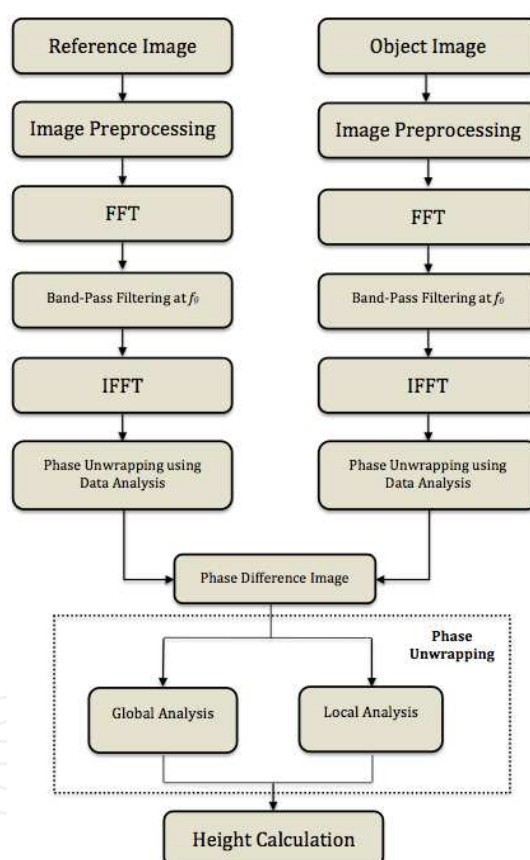 Reference Image
Object Image
Image Preprocessing
Image Preprocessing
FFT
FFT
Band-Pass Filtering at f₀
Band-Pass Filtering at f₀
IFFT
IFFT
Phase Unwrapping using
Data Analysis
Phase Unwrapping using
Data Analysis
Phase Difference Image
Phase
Unwrapping
Global Analysis
Local Analysis
Height Calculation